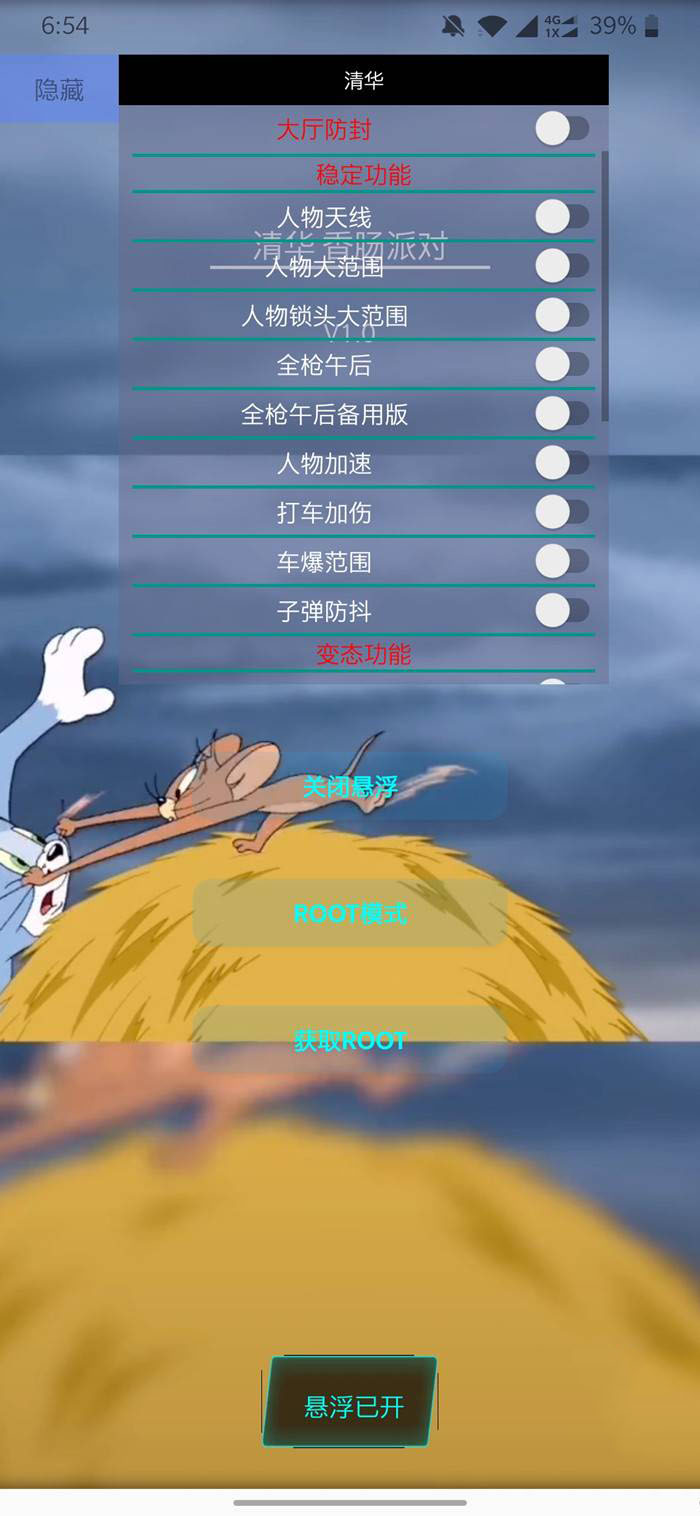 6:54
4G
1X
39%
隐藏
清华
大厅防封
稳定功能
人物天线
清华 香肠派对
人物大范围
人物锁头大范围
V1.0
全枪午后
全枪午后备用版
人物加速
打车加伤
车爆范围
子弹防抖
变态功能
关闭悬浮
ROOT模式
获取ROOT
悬浮已开